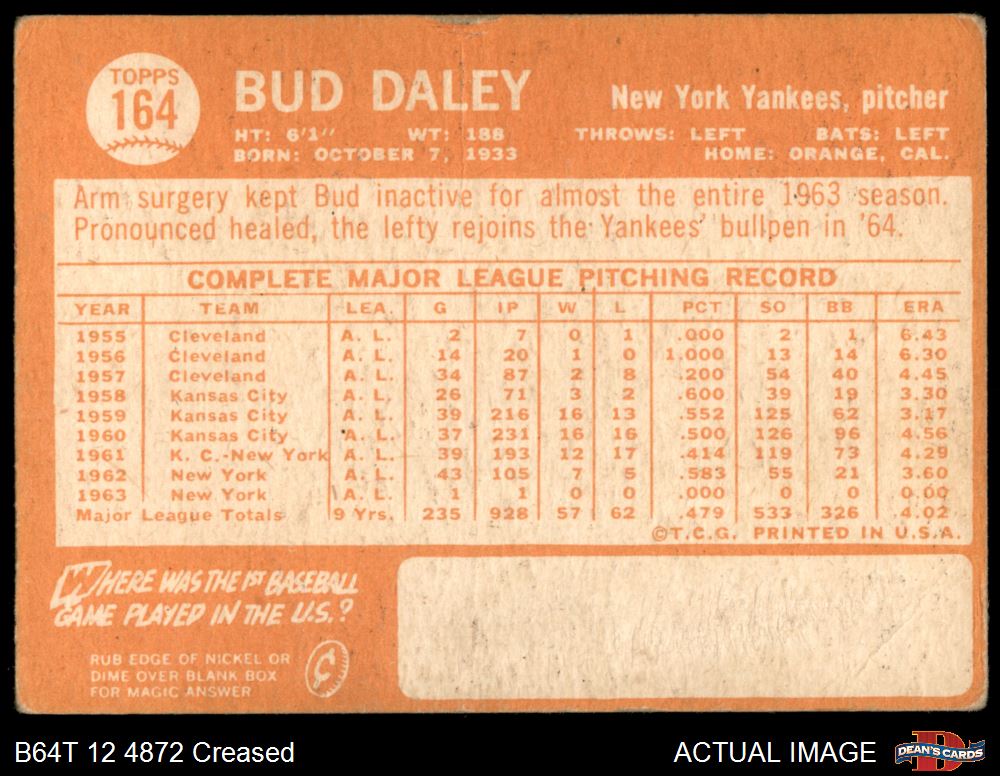 TOPPS
164
BUD DALEY
New York Yankees, pitcher
HT: 6'1" WT: 188 THROWS: LEFT BATS: LEFT
BORN: OCTOBER 7, 1933 HOME: ORANGE, CAL.
Arm surgery kept Bud inactive for almost the entire 1963 season.
Pronounced healed, the lefty rejoins the Yankees' bullpen in '64.
COMPLETE MAJOR LEAGUE PITCHING RECORD
YEAR TEAM LEA. G IP W L PCT SO BB ERA
1955 Cleveland A. L. 2 7 0 1 .000 2 1 6.43
1956 Cleveland A. L. 14 20 1 0 1.000 13 14 6.30
1957 Cleveland A. L. 34 87 2 8 .200 54 40 4.45
1958 Kansas City A. L. 26 71 3 2 .600 39 19 3.30
1959 Kansas City A. L. 39 216 16 13 .552 125 62 3.17
1960 Kansas City A. L. 37 231 16 16 .500 126 96 4.56
1961 K. C.-New York A. L. 39 193 12 17 .414 119 73 4.29
1962 New York A. L. 43 105 7 5 .583 55 21 3.60
1963 New York A. L. 1 1 0 0 .000 0 0 0.00
Major League Totals 9 Yrs. 235 928 57 62 .479 533 326 4.02
©T.C.G. PRINTED IN U.S.A.
WHERE WAS THE 1ST BASEBALL
GAME PLAYED IN THE U.S.?
RUB EDGE OF NICKEL OR
DIME OVER BLANK BOX
FOR MAGIC ANSWER
B64T 12 4872 Creased
ACTUAL IMAGE
DEAN'S CARDS